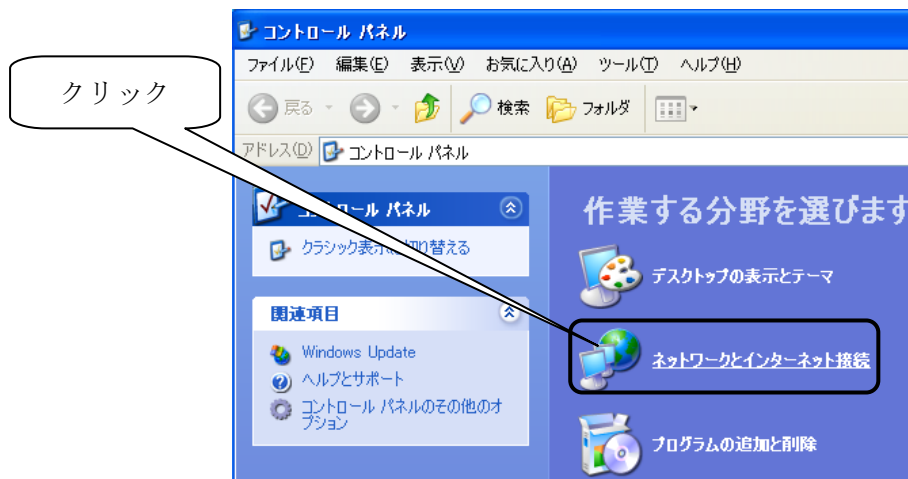 コントロール パネル
ファイル(F) 編集(E) 表示(V) お気に入り(A) ツール(T) ヘルプ(H)
クリック
戻る 検索 フォルダ
アドレス(D) コントロール パネル
コントロール パネル
クラシック表示に切り替える
関連項目
Windows Update
ヘルプとサポート
コントロール パネルのその他のオ
プション
作業する分野を選びます
デスクトップの表示とテーマ
ネットワークとインターネット接続
プログラムの追加と削除